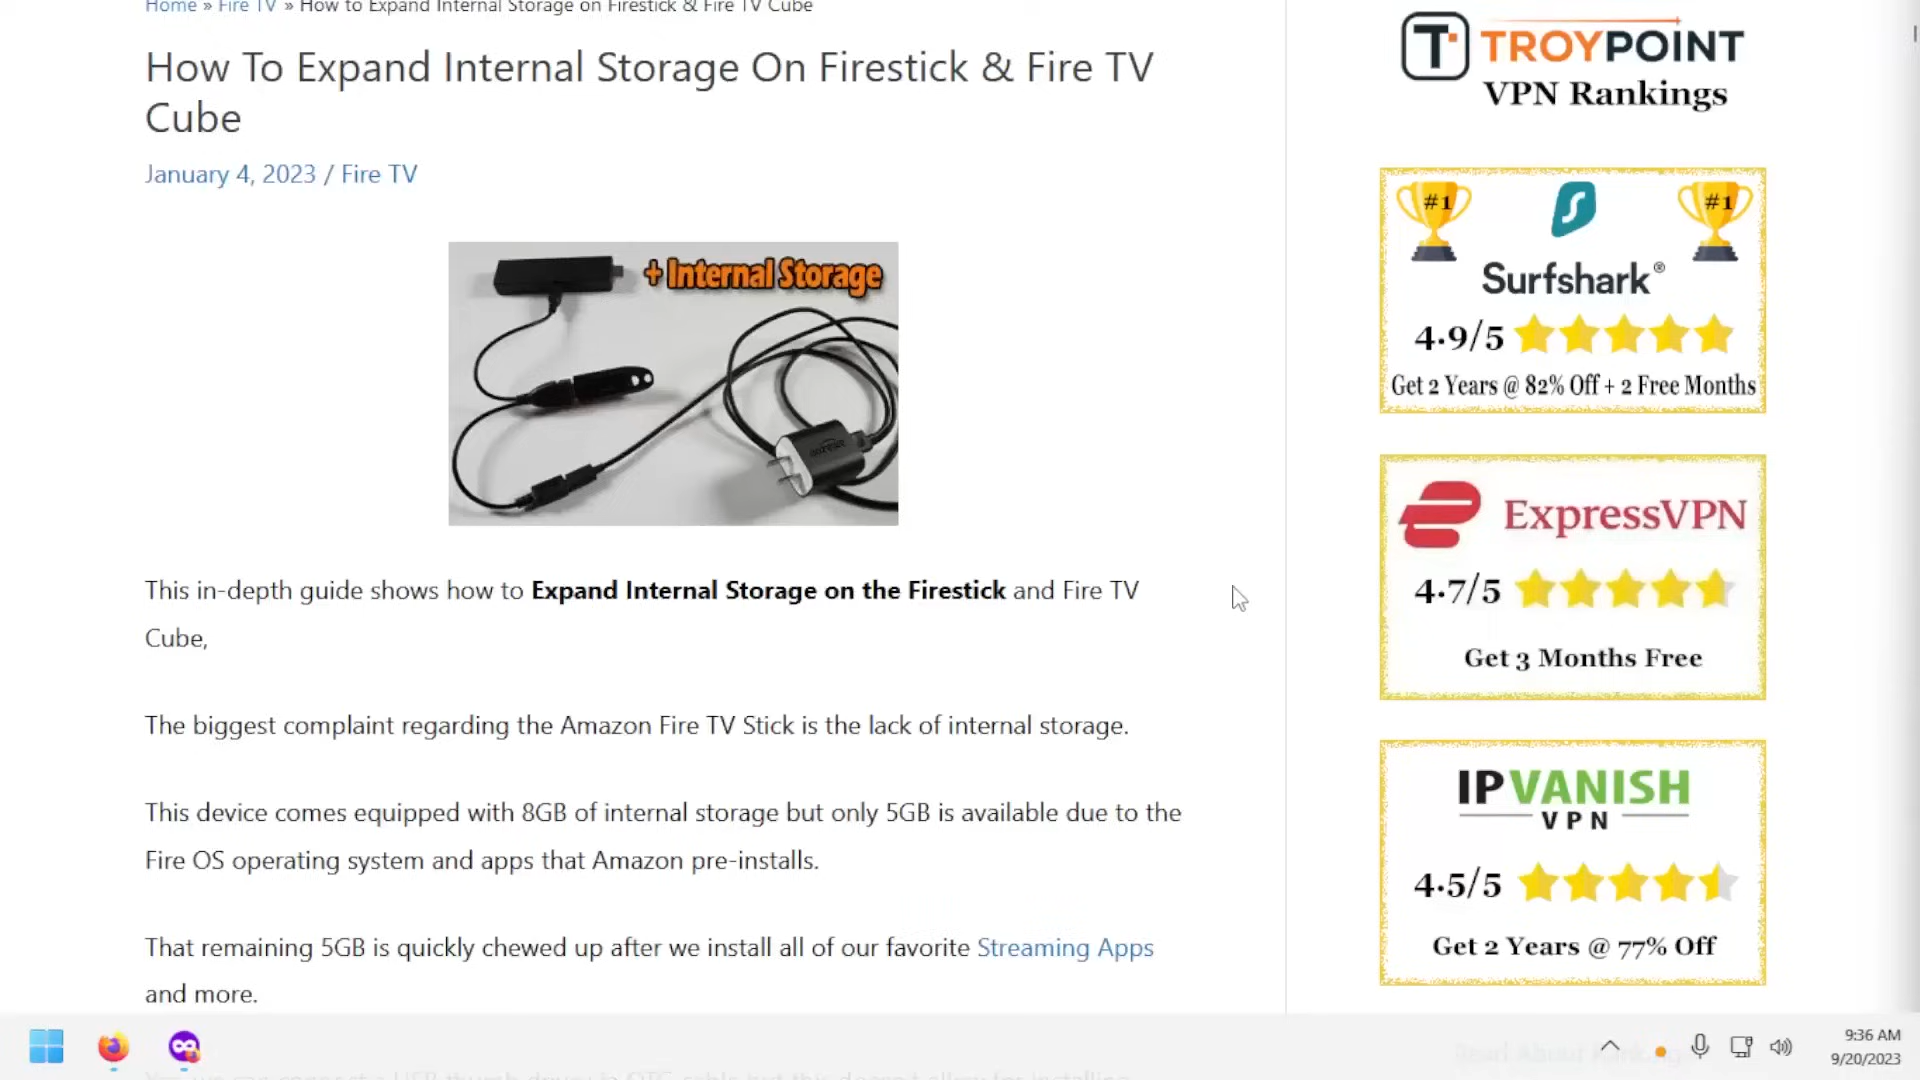 Home » Fire TV » How to Expand Internal Storage on Firestick & Fire TV Cube
How To Expand Internal Storage On Firestick & Fire TV
Cube
January 4, 2023 / Fire TV
+ Internal Storage
This in-depth guide shows how to Expand Internal Storage on the Firestick and Fire TV
Cube,
The biggest complaint regarding the Amazon Fire TV Stick is the lack of internal storage.
This device comes equipped with 8GB of internal storage but only 5GB is available due to the
Fire OS operating system and apps that Amazon pre-installs.
That remaining 5GB is quickly chewed up after we install all of our favorite Streaming Apps
and more.
TROYPOINT
VPN Rankings
#1
#1
Surfshark®
4.9/5
Get 2 Years @ 82% Off + 2 Free Months
ExpressVPN
4.7/5
Get 3 Months Free
IPVANISH
VPN
4.5/5
Get 2 Years @ 77% Off
9:36 AM
9/20/2023